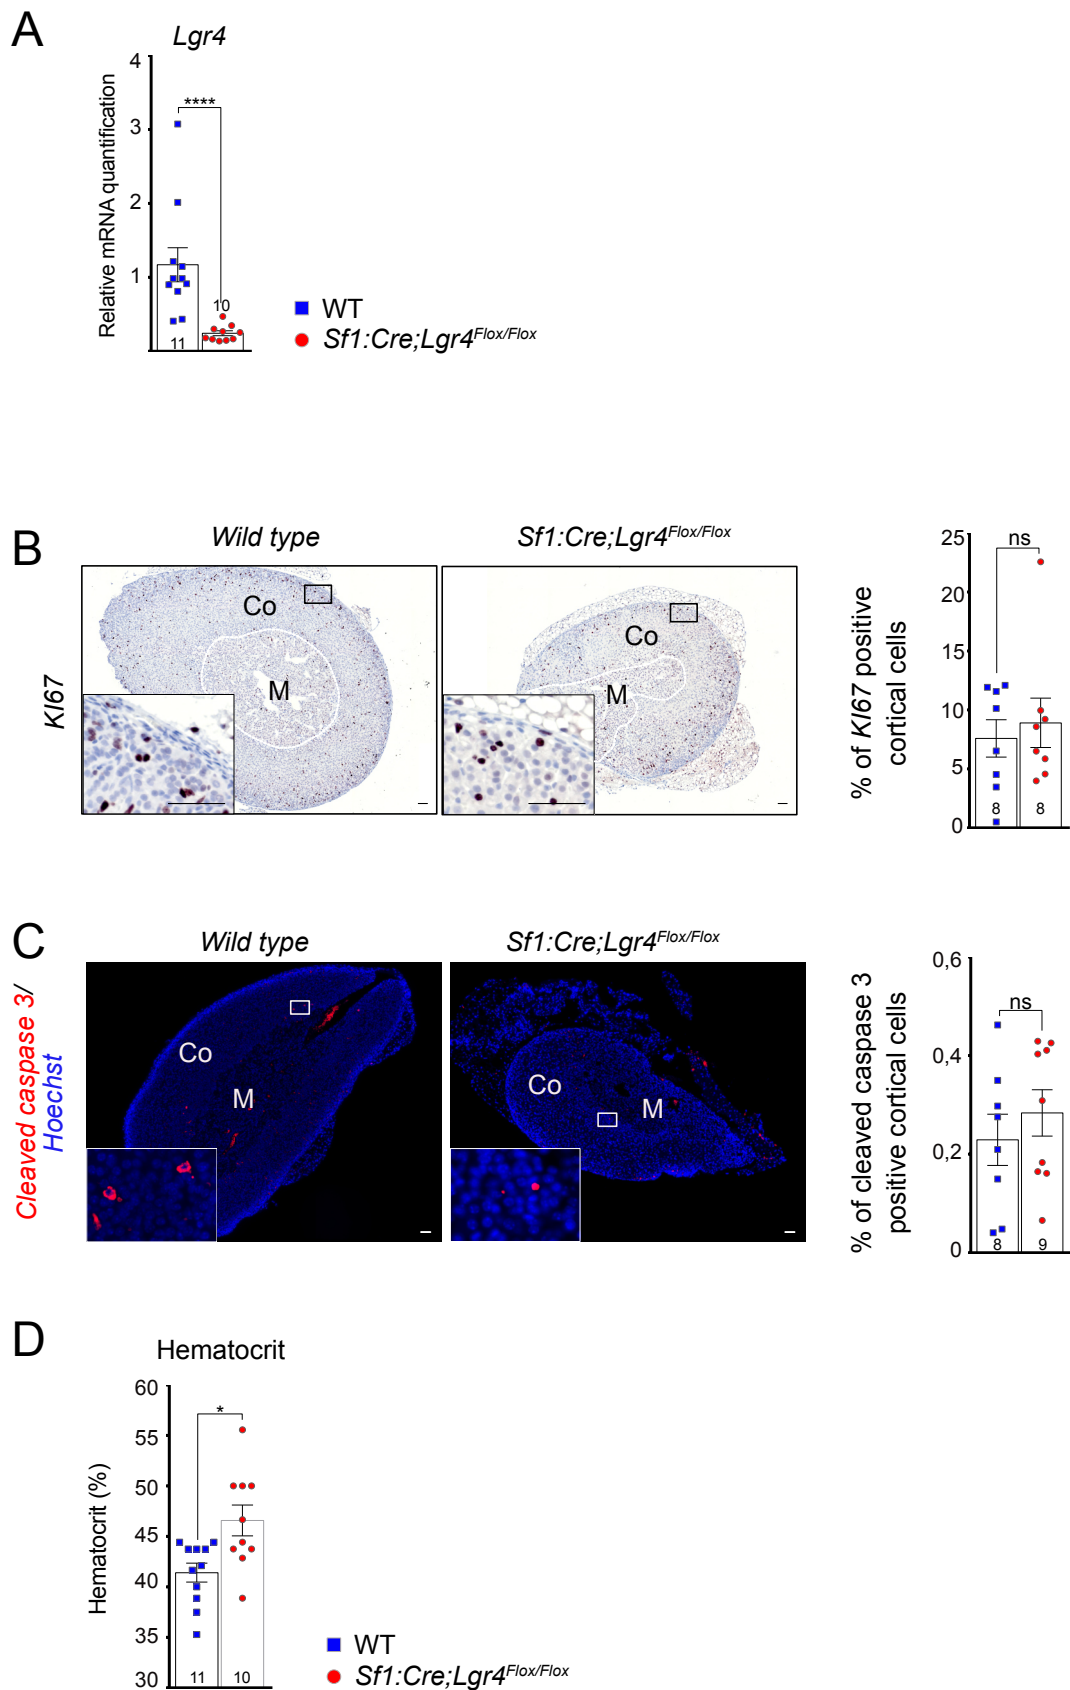 A
Lgr4
Relative mRNA quantification
4
3
2
1
****
10
11
WT
Sf1:Cre;Lgr4Flox/Flox
B
Wild type
Sf1:Cre;Lgr4Flox/Flox
KI67
Co
M
Co
M
% of KI67 positive
cortical cells
25
20
15
10
5
0
ns
8
8
C
Wild type
Sf1:Cre;Lgr4Flox/Flox
Cleaved caspase 3/
Hoechst
Co
M
Co
M
% of cleaved caspase 3
positive cortical cells
0,6
0,4
0,2
0
ns
8
9
D
Hematocrit
Hematocrit (%)
60
55
50
45
40
35
30
*
11
10
WT
Sf1:Cre;Lgr4Flox/Flox